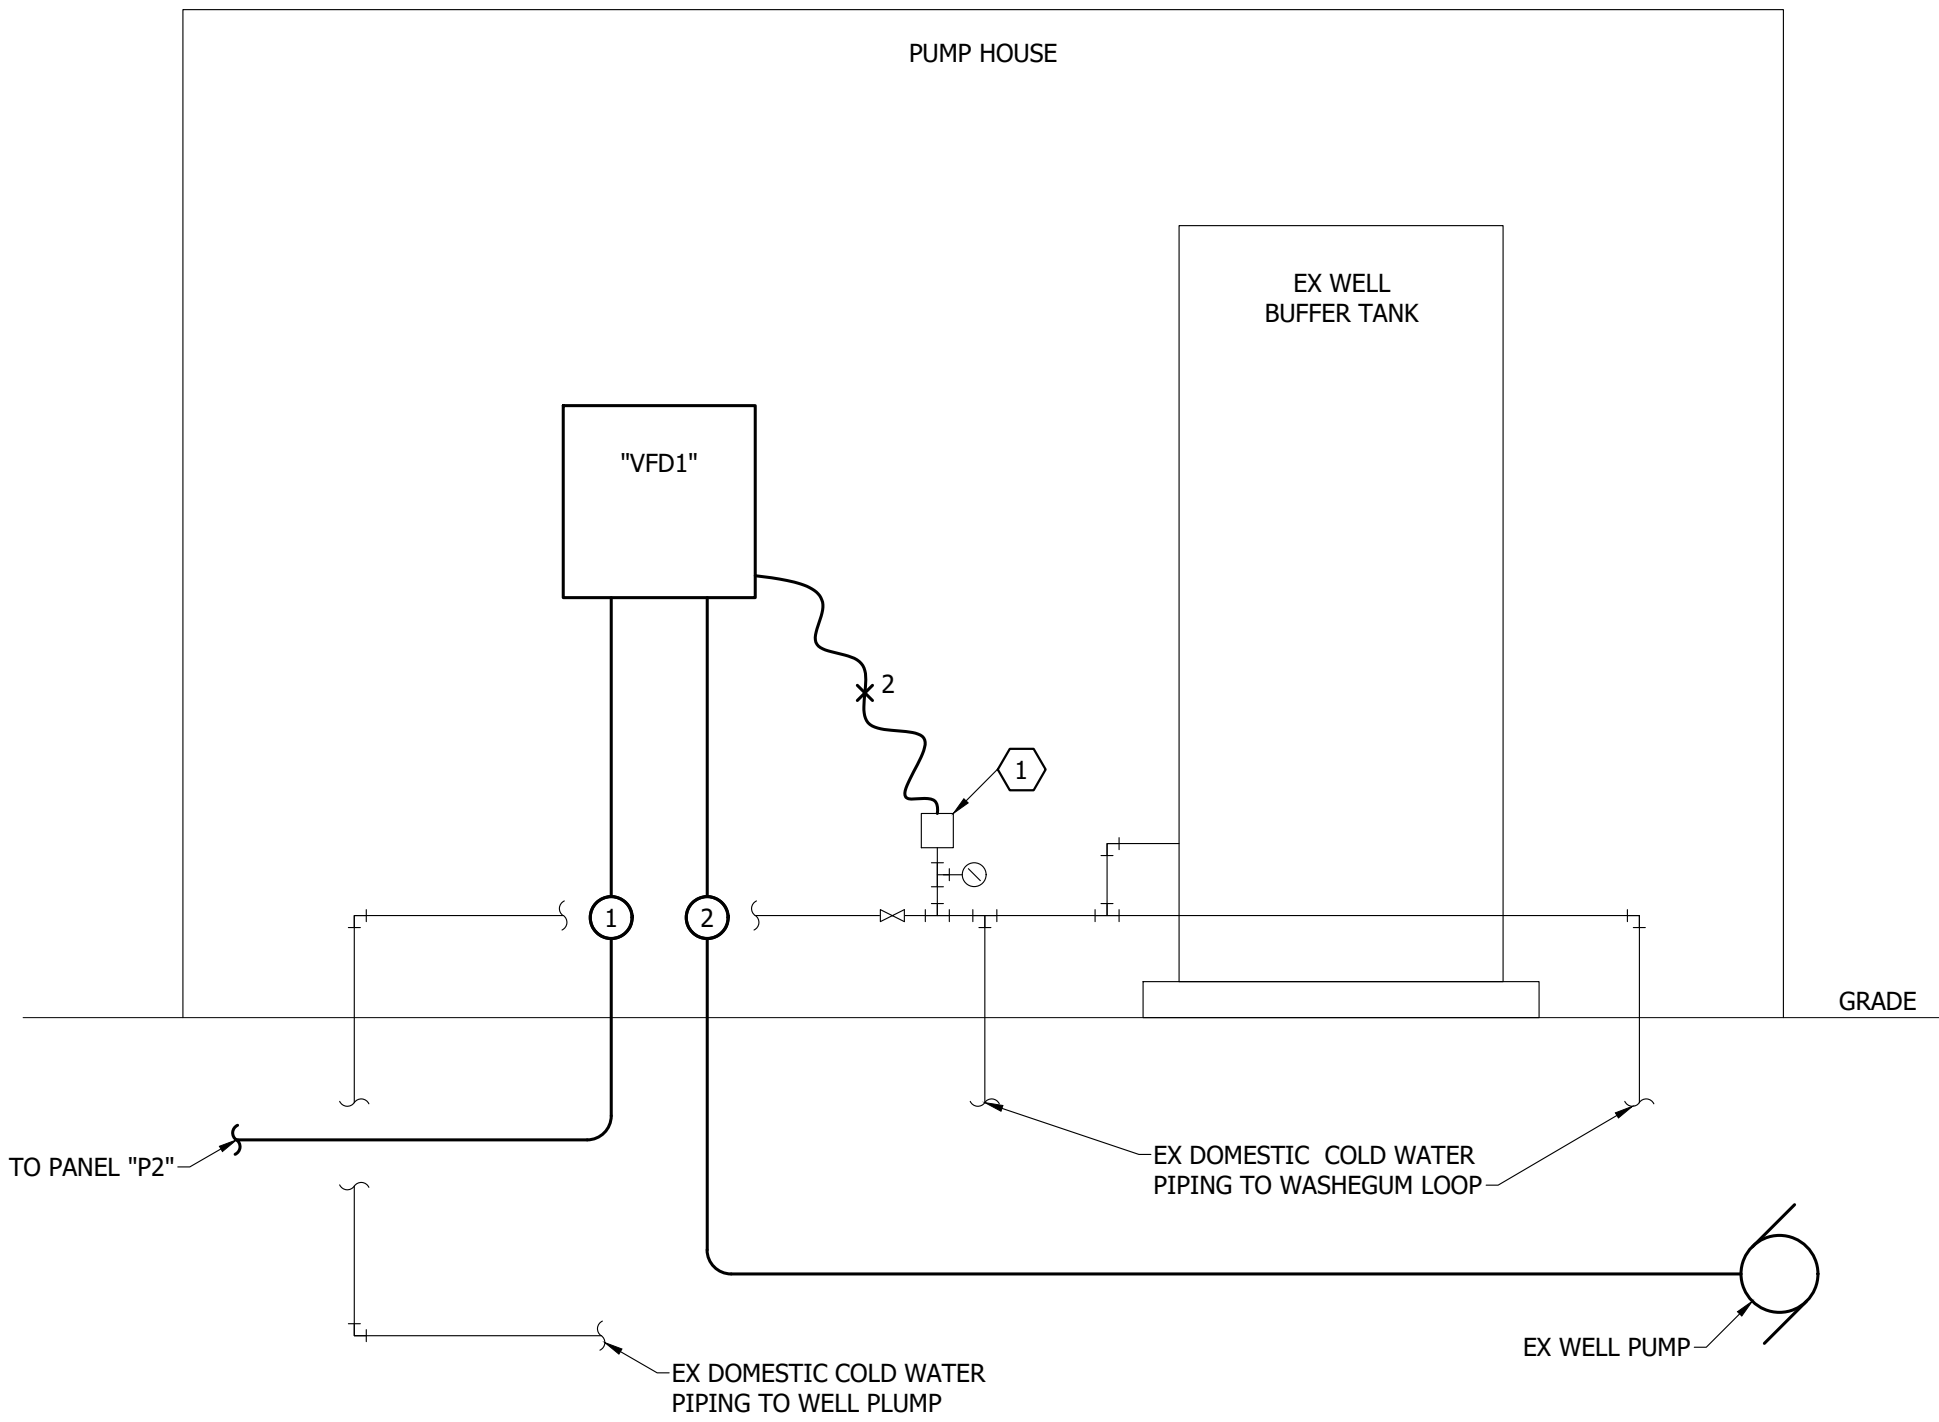 PUMP HOUSE
EX WELL
BUFFER TANK
"VFD1"
2
1
1
2
GRADE
TO PANEL "P2"
EX DOMESTIC COLD WATER
PIPING TO WASHEGUM LOOP
EX WELL PUMP
EX DOMESTIC COLD WATER
PIPING TO WELL PLUMP